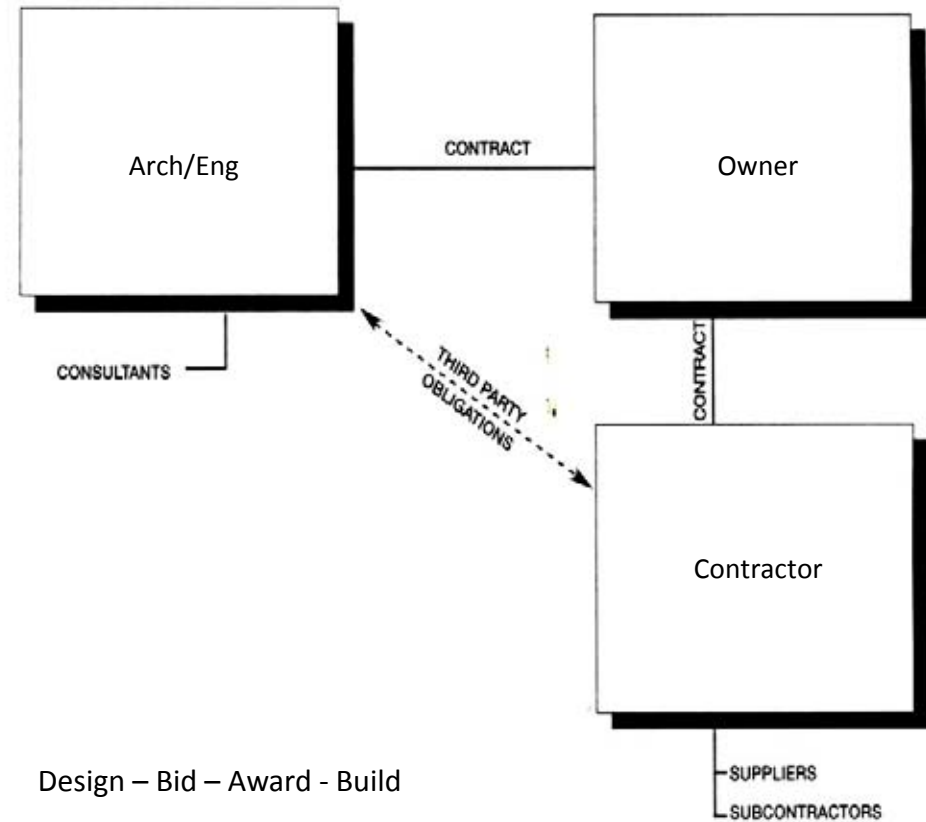 Arch/Eng
CONTRACT
Owner
CONSULTANTS
THIRD PARTY
OBLIGATIONS
CONTRACT
Contractor
SUPPLIERS
SUBCONTRACTORS
Design – Bid – Award - Build